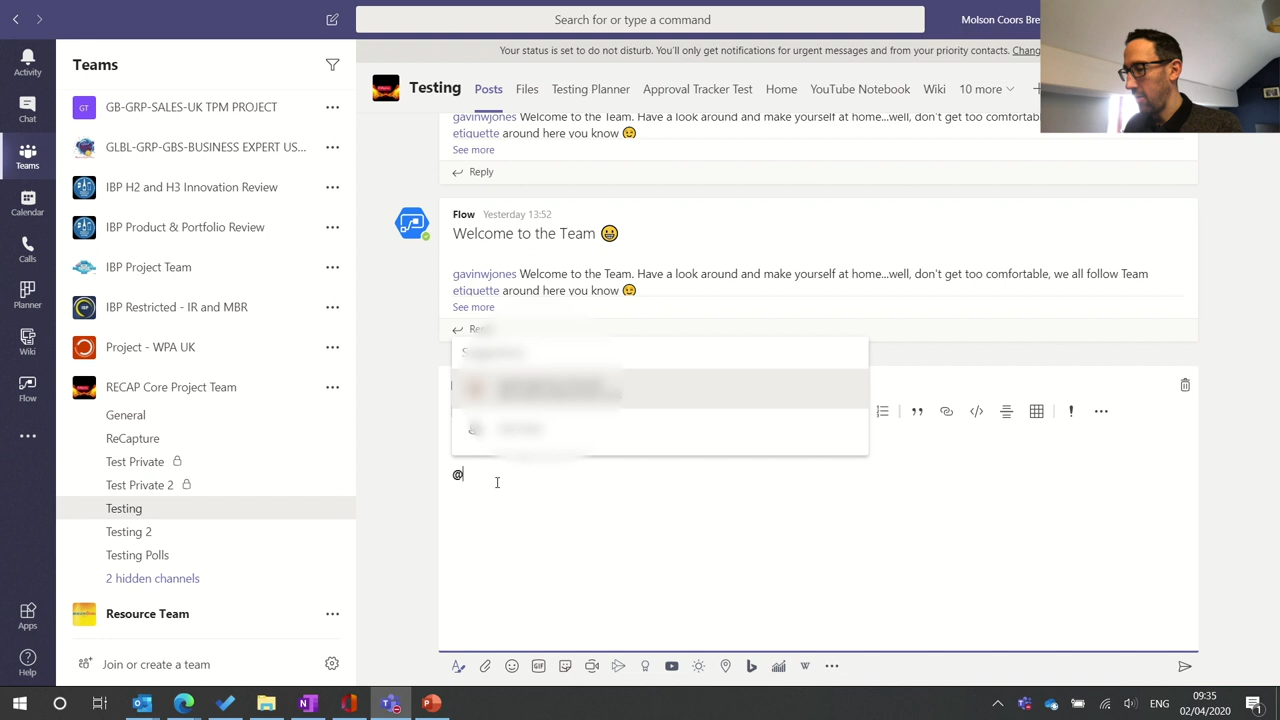 Search for or type a command
Molson Coors Bre
Your status is set to do not disturb. You'll only get notifications for urgent messages and from your priority contacts. Chang
Activity
Chat
Teams
Calendar
Calls
Planner
Wiki
Flow
Apps
Help
Teams
GT
GB-GRP-SALES-UK TPM PROJECT
GLBL-GRP-GBS-BUSINESS EXPERT US...
IBP H2 and H3 Innovation Review
IBP Product & Portfolio Review
IBP Project Team
IBP
IBP Restricted - IR and MBR
Project - WPA UK
RECAP Core Project Team
General
ReCapture
Test Private
Test Private 2
Testing
Testing 2
Testing Polls
2 hidden channels
Resource Team
Join or create a team
Testing
Posts
Files
Testing Planner
Approval Tracker Test
Home
YouTube Notebook
Wiki
10 more
gavinwjones Welcome to the Team. Have a look around and make yourself at home...well, don't get too comfortab
etiquette around here you know
See more
Reply
Flow
Yesterday 13:52
Welcome to the Team
gavinwjones Welcome to the Team. Have a look around and make yourself at home...well, don't get too comfortable, we all follow Team
etiquette around here you know
See more
@
GIF
09:35
02/04/2020